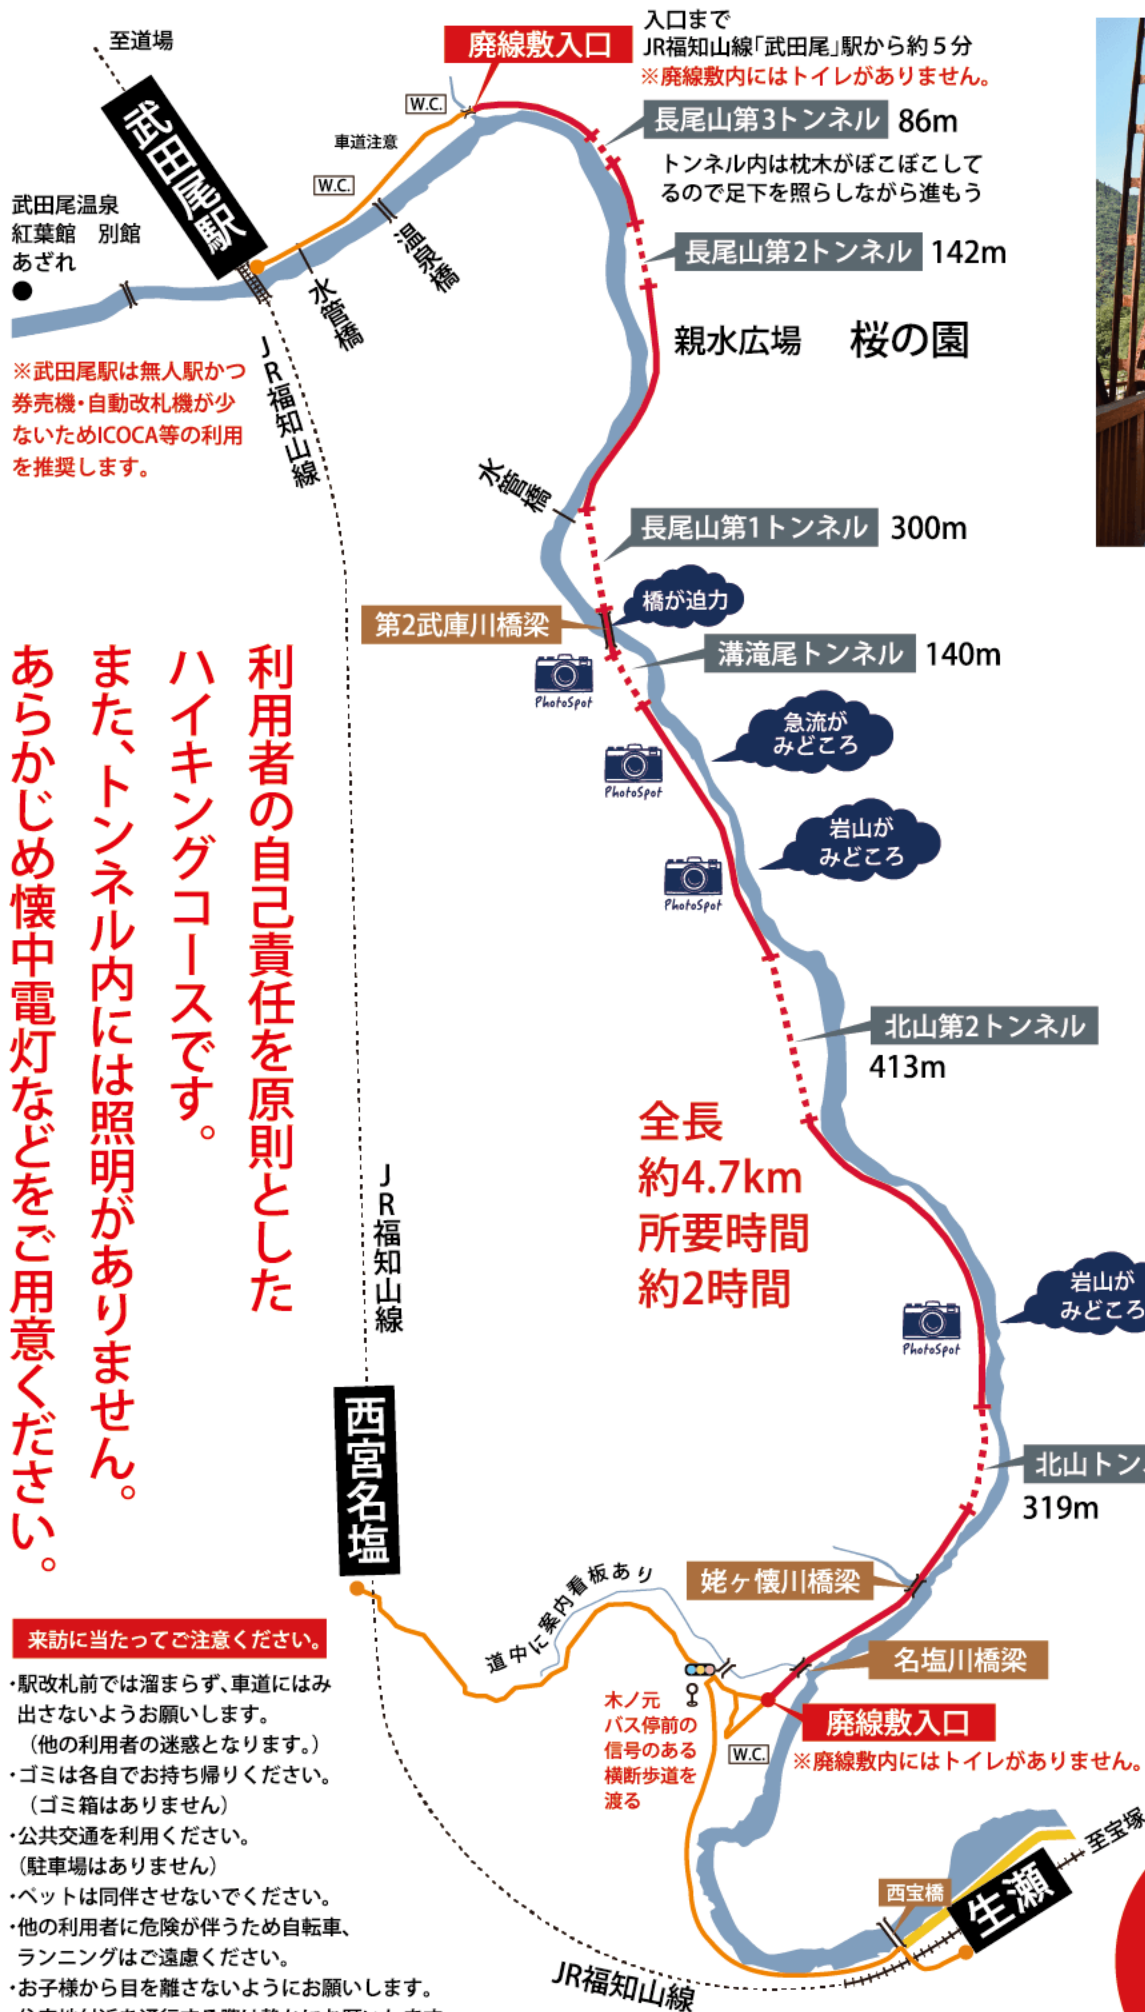 至道場
武田尾駅
武田尾温泉
紅葉館　別館
あざれ
※武田尾駅は無人駅かつ
券売機・自動改札機が少
ないためICOCA等の利用
を推奨します。
W.C.
車道注意
W.C.
温泉橋
水管橋
JR福知山線
廃線敷入口
入口まで
JR福知山線「武田尾」駅から約５分
※廃線敷内にはトイレがありません。
長尾山第3トンネル 86m
トンネル内は枕木がぼこぼこして
るので足下を照らしながら進もう
長尾山第2トンネル 142m
親水広場　桜の園
水管橋
長尾山第1トンネル 300m
橋が迫力
第2武庫川橋梁
溝滝尾トンネル 140m
PhotoSpot
急流が
みどころ
PhotoSpot
岩山が
みどころ
PhotoSpot
北山第2トンネル
413m
全長
約4.7km
所要時間
約2時間
利用者の自己責任を原則とした
ハイキングコースです。
また、トンネル内には照明がありません。
あらかじめ懐中電灯などをご用意ください。
JR福知山線
岩山が
みどころ
PhotoSpot
北山トン
319m
西宮名塩
姥ヶ懐川橋梁
道中に案内看板あり
名塩川橋梁
廃線敷入口
※廃線敷内にはトイレがありません。
木ノ元
バス停前の
信号のある
横断歩道を
渡る
W.C.
至宝塚
西宝橋
生瀬
JR福知山線
来訪に当たってご注意ください。
・駅改札前では溜まらず、車道にはみ
出さないようお願いします。
（他の利用者の迷惑となります。）
・ゴミは各自でお持ち帰りください。
（ゴミ箱はありません）
・公共交通を利用ください。
（駐車場はありません）
・ペットは同伴させないでください。
・他の利用者に危険が伴うため自転車、
ランニングはご遠慮ください。
・お子様から目を離さないようにお願いします。